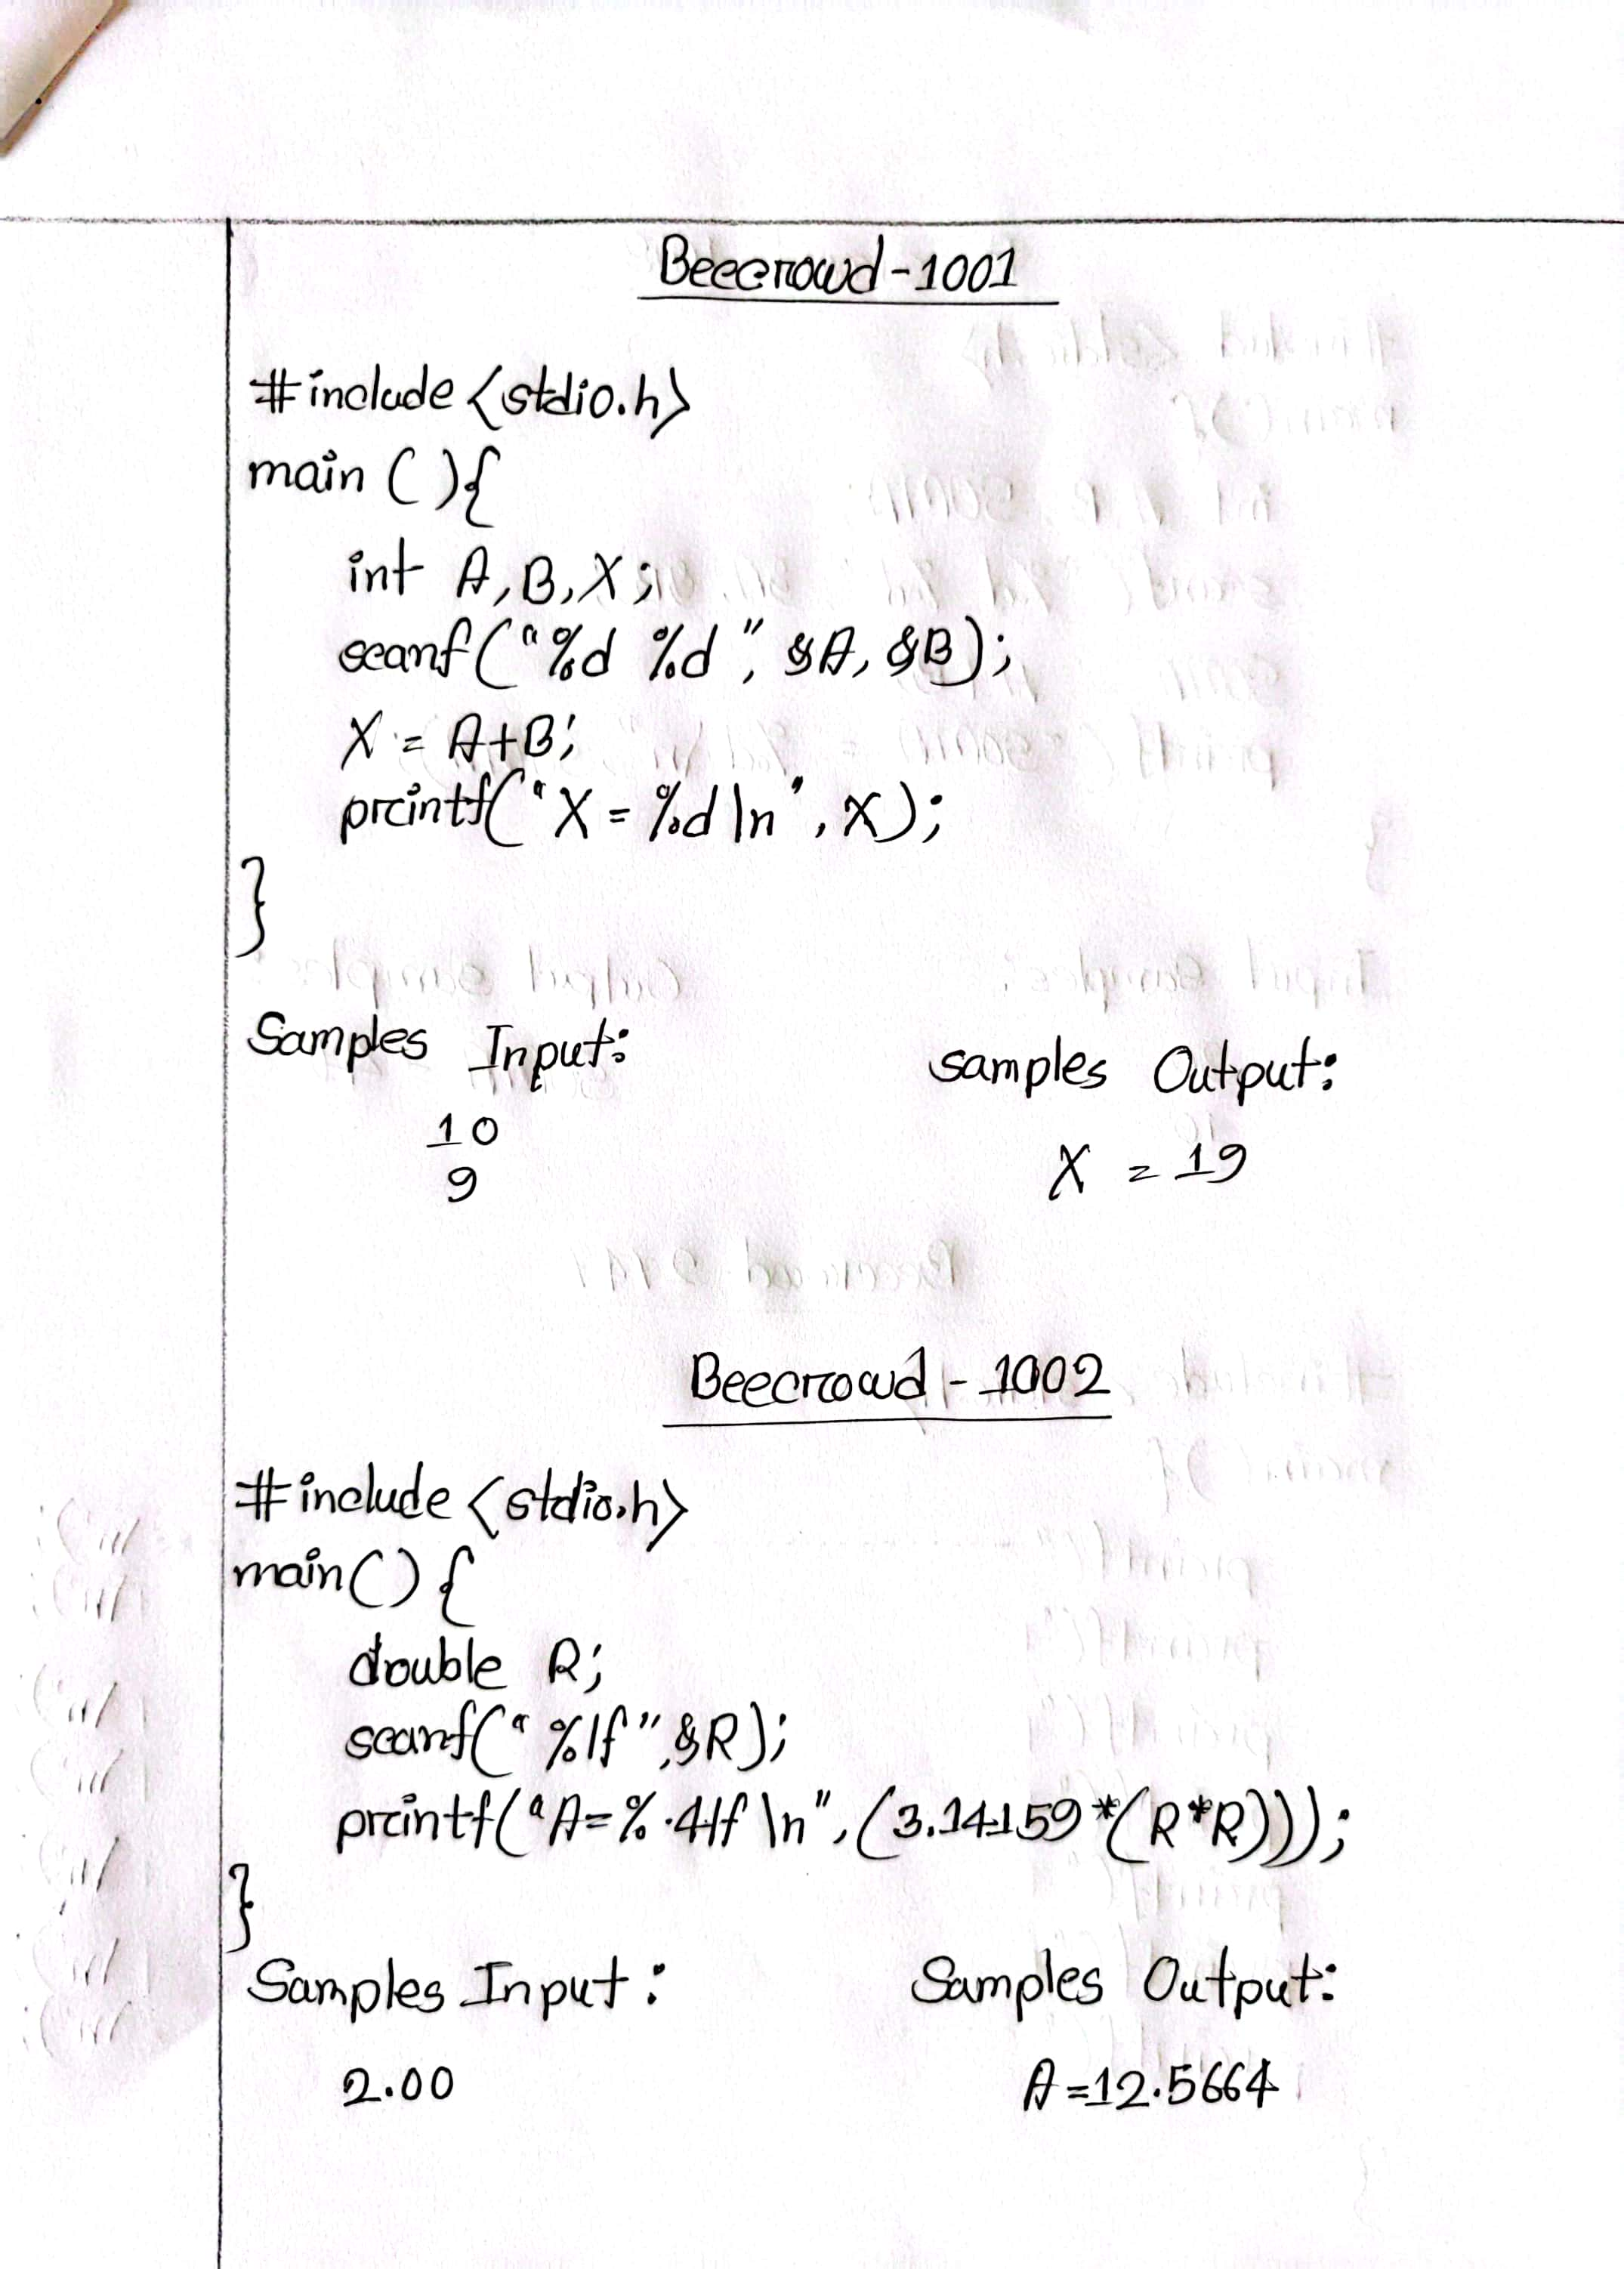 Beecrowd-1001
#include <stdio.h>
main ( ){
int A, B, X;
scanf("%d %d", &A, &B);
X = A+B;
printf("X = %d \n", X);
}
Samples Input:
samples Output:
10
9
X = 19
Beecrowd - 1002
#include <stdio.h>
main() {
double R;
scanf("%lf", &R);
printf("A=%.4lf \n", (3.14159*(R*R)));
}
Samples Input:
Samples Output:
2.00
A=12.5664